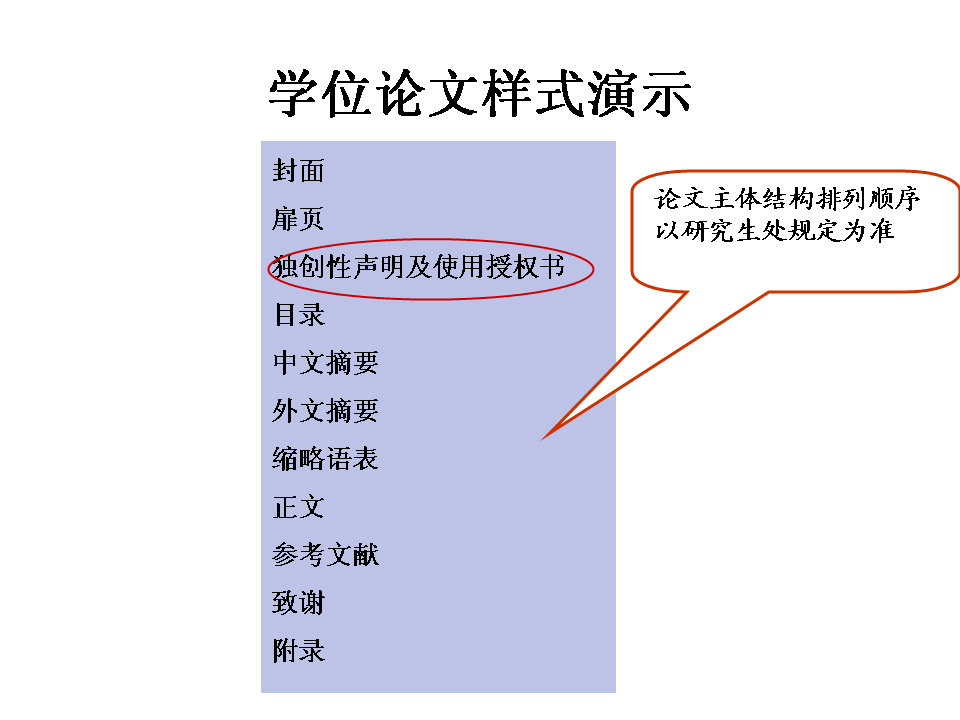 学位论文样式演示
封面
扉页
独创性声明及使用授权书
目录
中文摘要
外文摘要
缩略语表
正文
参考文献
致谢
附录
论文主体结构排列顺序
以研究生处规定为准